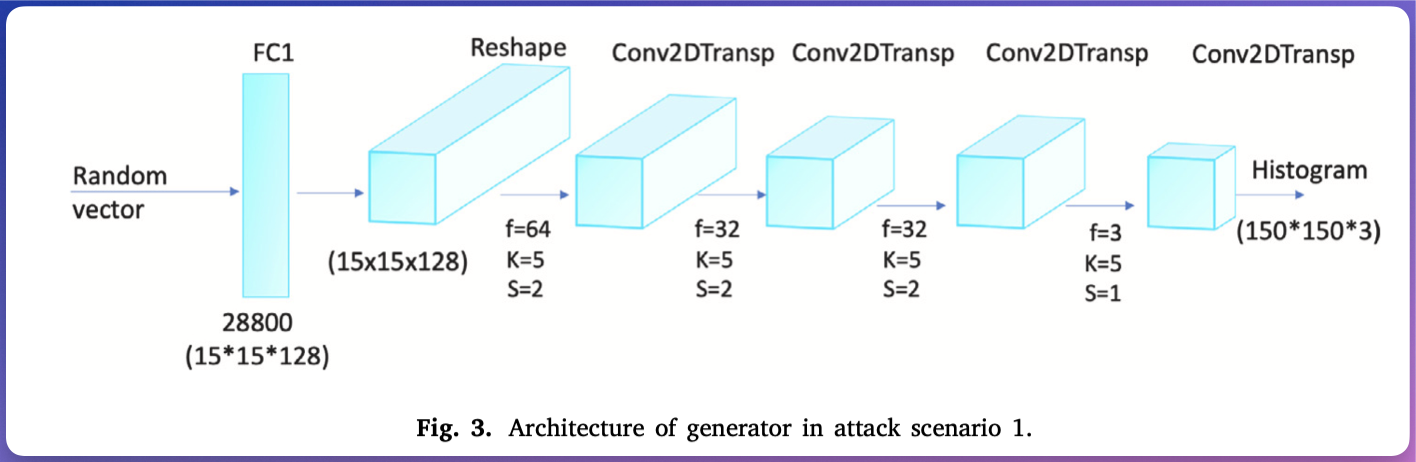 FC1
Reshape
Conv2DTransp
Conv2DTransp
Conv2DTransp
Conv2DTransp
Random
vector
Histogram
(150*150*3)
(15x15x128)
f=64
K=5
S=2
f=32
K=5
S=2
f=32
K=5
S=2
f=3
K=5
S=1
28800
(15*15*128)
Fig. 3. Architecture of generator in attack scenario 1.